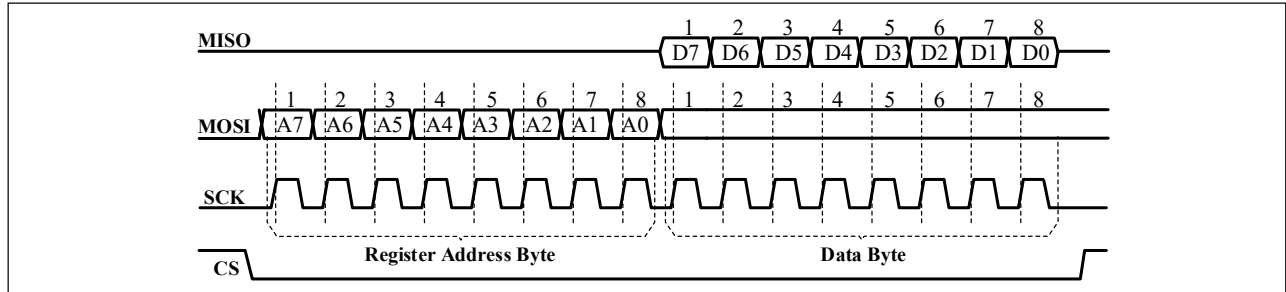 1 2 3 4 5 6 7 8
MISO
D7 D6 D5 D4 D3 D2 D1 D0
1 2 3 4 5 6 7 8 1 2 3 4 5 6 7 8
MOSI A7 A6 A5 A4 A3 A2 A1 A0
SCK
Register Address Byte Data Byte
CS